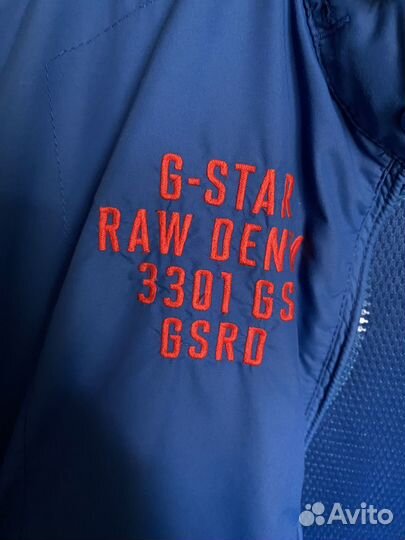 G-STAR
RAW DEN
3301 GS
GSRD
Avito